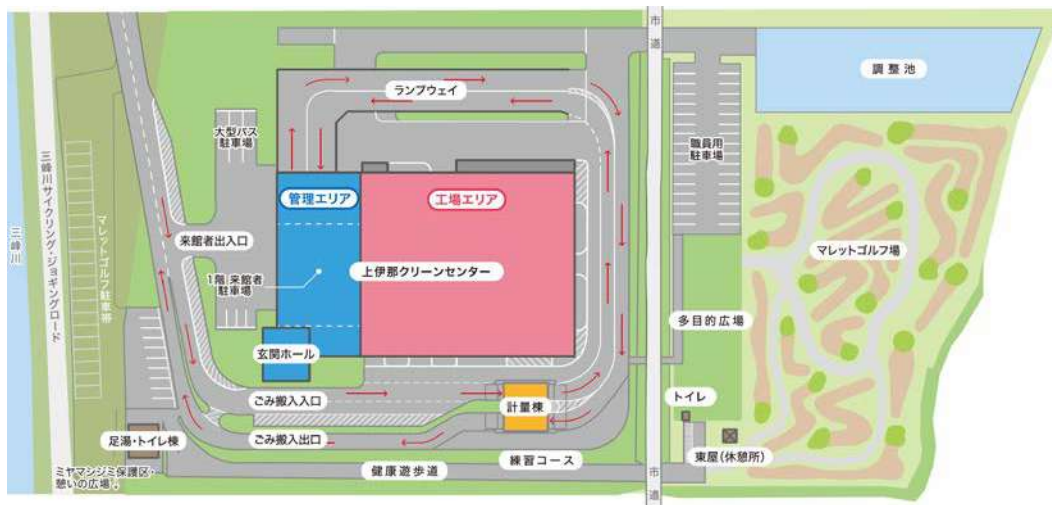 市道
調整池
ランプウェイ
大型バス
駐車場
職員用
駐車場
三峰川サイクリング・ジョギングロード
三峰川
マレットゴルフ駐車帯
管理エリア
工場エリア
来館者出入口
マレットゴルフ場
上伊那クリーンセンター
1階 来館者
駐車場
多目的広場
玄関ホール
ごみ搬入入口
計量棟
トイレ
足湯・トイレ棟
ごみ搬入出口
練習コース
東屋(休憩所)
健康遊歩道
ミヤマシジミ保護区・
憩いの広場
市道